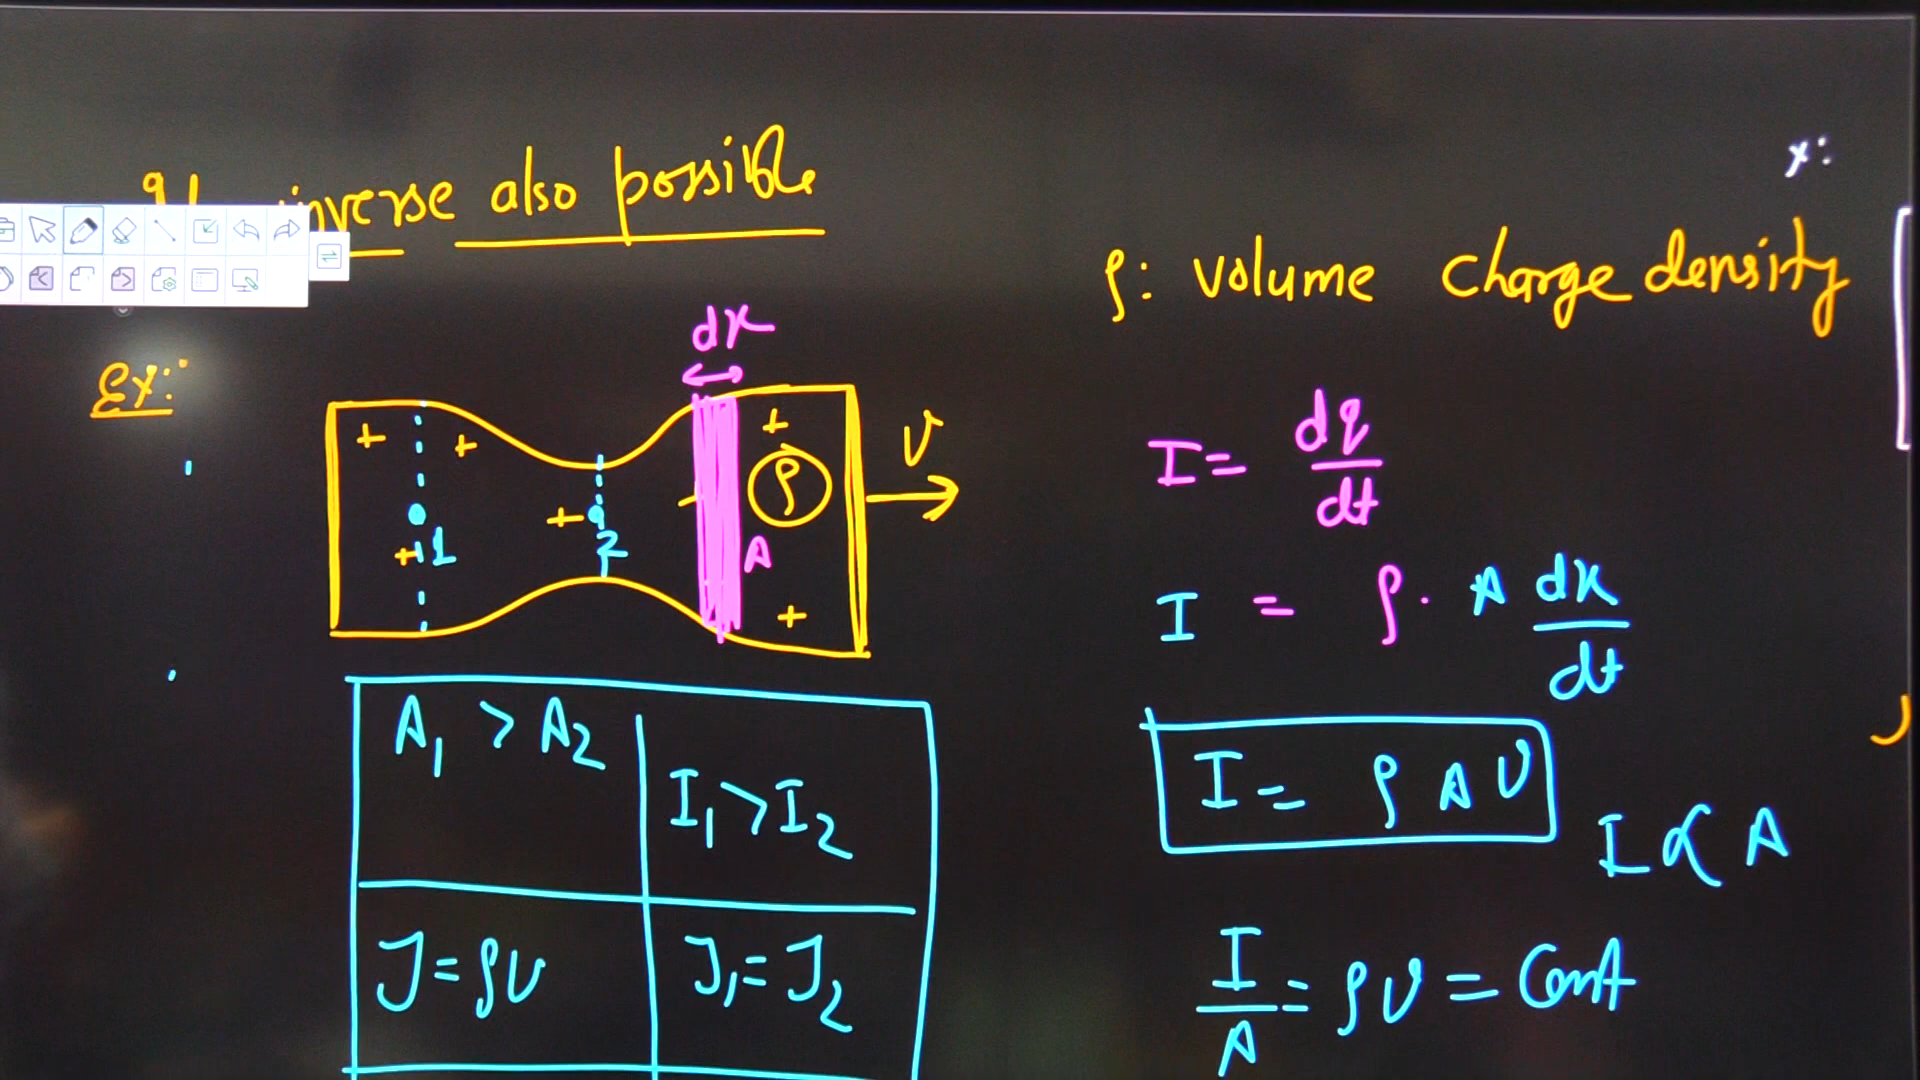 inverse also possible
x:
ρ: volume charge density
Ex:
dx
+ + + + + + +
1
2
ρ
A
v
I = dq/dt
I = ρ. A dx/dt
I = ρ A v
I ∝ A
I/A = ρ v = Const
A₁ > A₂
I₁ > I₂
J = ρv
J₁ = J₂